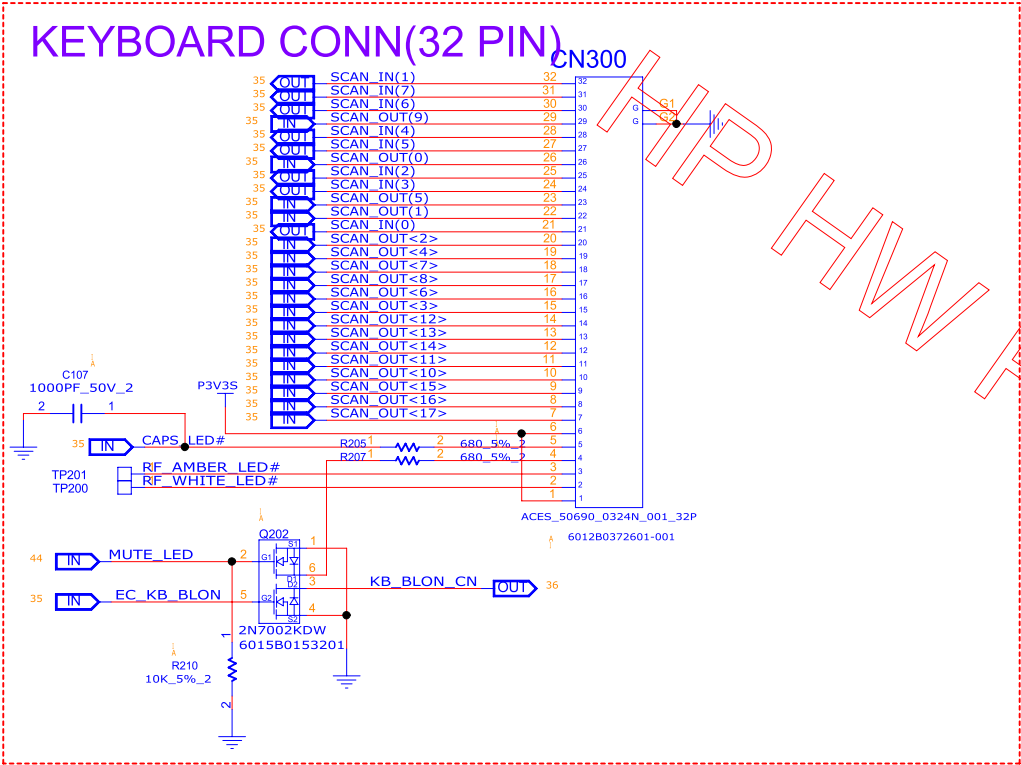 KEYBOARD CONN(32 PIN)
CN300
35 OUT SCAN_IN(1) 32 32
35 OUT SCAN_IN(7) 31 31
35 OUT SCAN_IN(6) 30 30 G G1
35 IN SCAN_OUT(9) 29 29 G G2
35 OUT SCAN_IN(4) 28 28
35 OUT SCAN_IN(5) 27 27
35 IN SCAN_OUT(0) 26 26
35 OUT SCAN_IN(2) 25 25
35 OUT SCAN_IN(3) 24 24
35 IN SCAN_OUT(5) 23 23
35 IN SCAN_OUT(1) 22 22
35 OUT SCAN_IN(0) 21 21
35 IN SCAN_OUT<2> 20 20
35 IN SCAN_OUT<4> 19 19
35 IN SCAN_OUT<7> 18 18
35 IN SCAN_OUT<8> 17 17
35 IN SCAN_OUT<6> 16 16
35 IN SCAN_OUT<3> 15 15
35 IN SCAN_OUT<12> 14 14
35 IN SCAN_OUT<13> 13 13
35 IN SCAN_OUT<14> 12 12
35 IN SCAN_OUT<11> 11 11
35 IN SCAN_OUT<10> 10 10
35 IN SCAN_OUT<15> 9 9
35 IN SCAN_OUT<16> 8 8
35 IN SCAN_OUT<17> 7 7
HP HW
C107
1000PF_50V_2
2 1
P3V3S
6 6
35 IN CAPS_LED# R205 1 2 680_5%_2 5 5
R207 1 2 680_5%_2 4 4
TP201 1 RF_AMBER_LED# 3 3
TP200 1 RF_WHITE_LED# 2 2
1 1
ACES_50690_0324N_001_32P
6012B0372601-001
Q202
44 IN MUTE_LED 2 G1 S1 1
D1 6
D2 3 KB_BLON_CN OUT 36
35 IN EC_KB_BLON 5 G2 S2 4
2N7002KDW
6015B0153201
1
R210
10K_5%_2
2